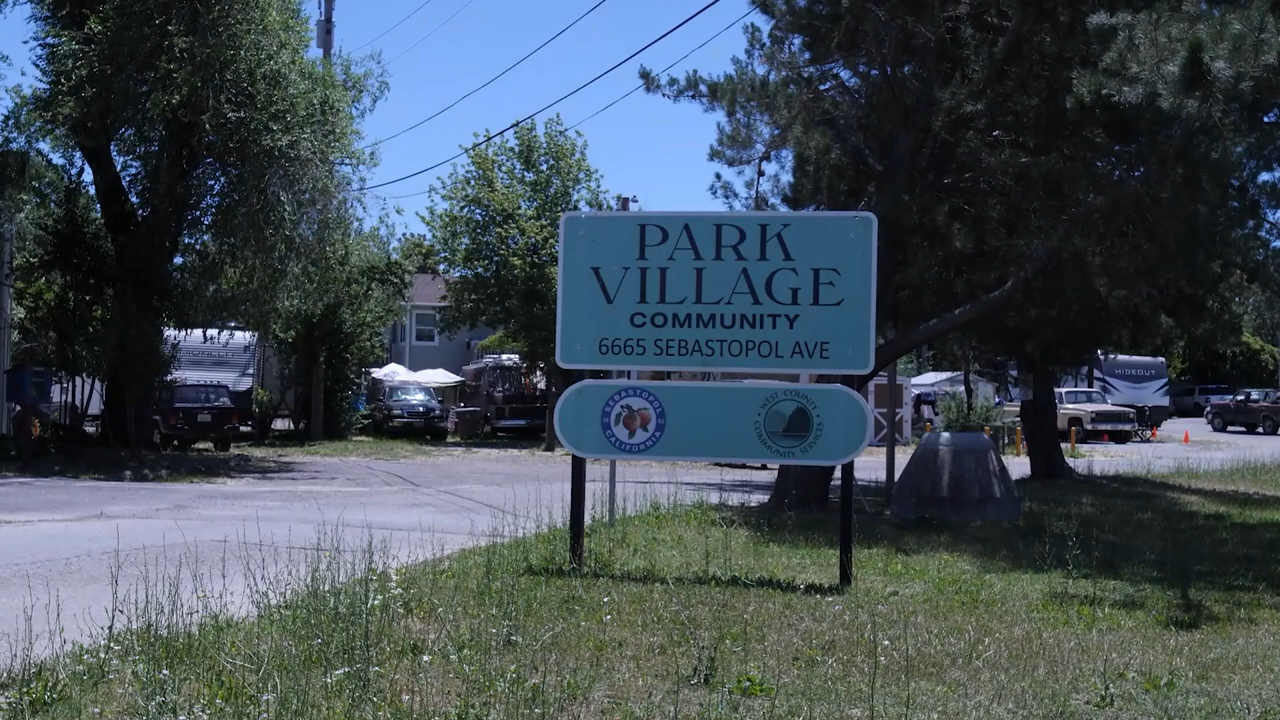 PARK
VILLAGE
COMMUNITY
6665 SEBASTOPOL AVE
SEBASTOPOL
CALIFORNIA
WEST COUNTY
COMMUNITY SERVICES
HIDEOUT